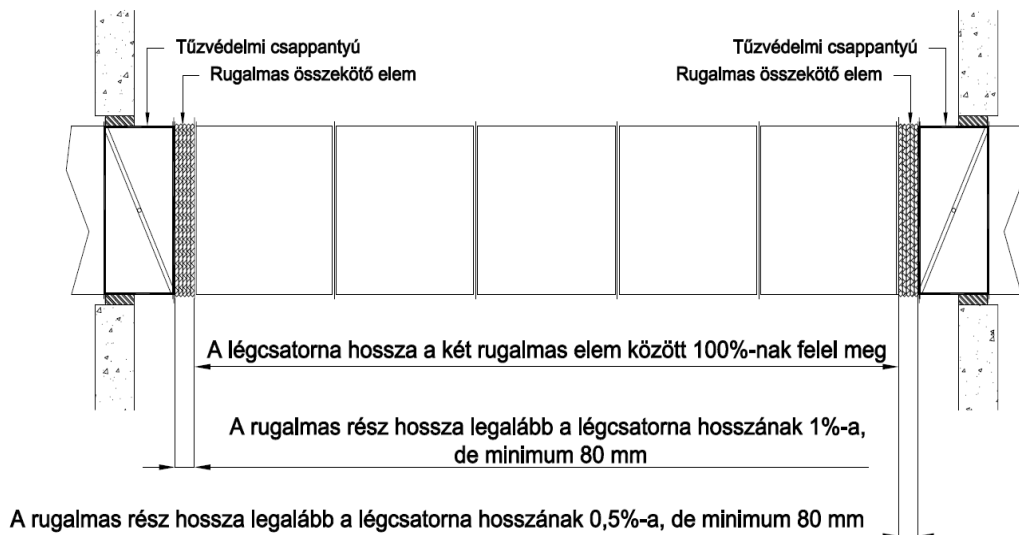 Tűzvédelmi csappantyú
Rugalmas összekötő elem
Tűzvédelmi csappantyú
Rugalmas összekötő elem
A légcsatorna hossza a két rugalmas elem között 100%-nak felel meg
A rugalmas rész hossza legalább a légcsatorna hosszának 1%-a,
de minimum 80 mm
A rugalmas rész hossza legalább a légcsatorna hosszának 0,5%-a, de minimum 80 mm